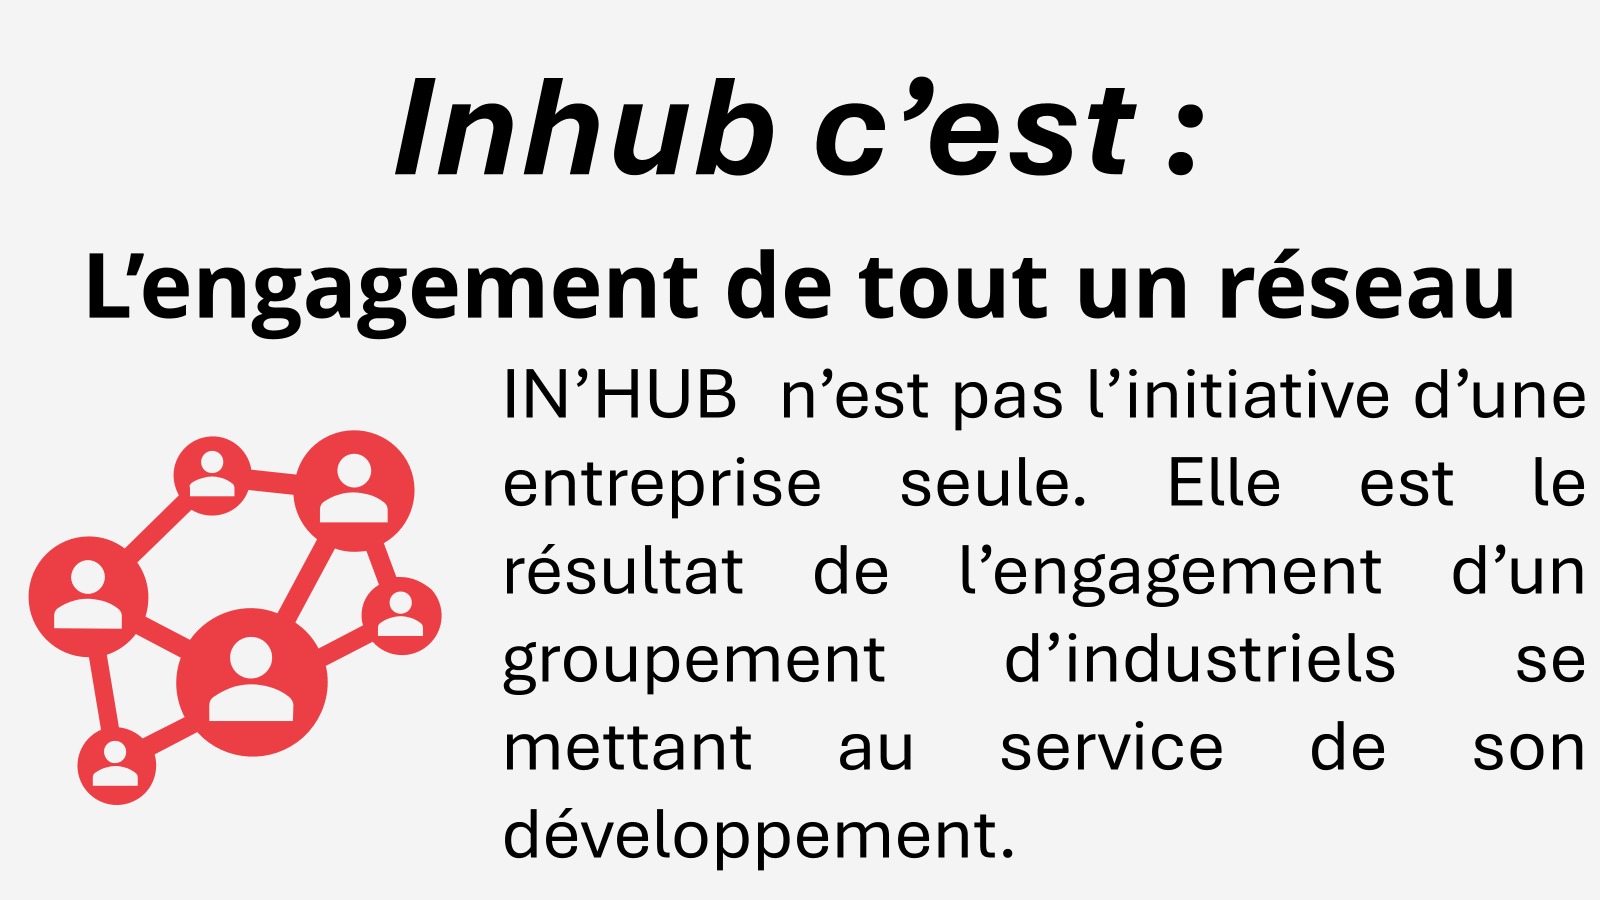 Inhub c’est :
L’engagement de tout un réseau
IN’HUB  n’est pas l’initiative d’une
entreprise seule. Elle est le
résultat de l’engagement d’un
groupement d’industriels se
mettant au service de son
développement.